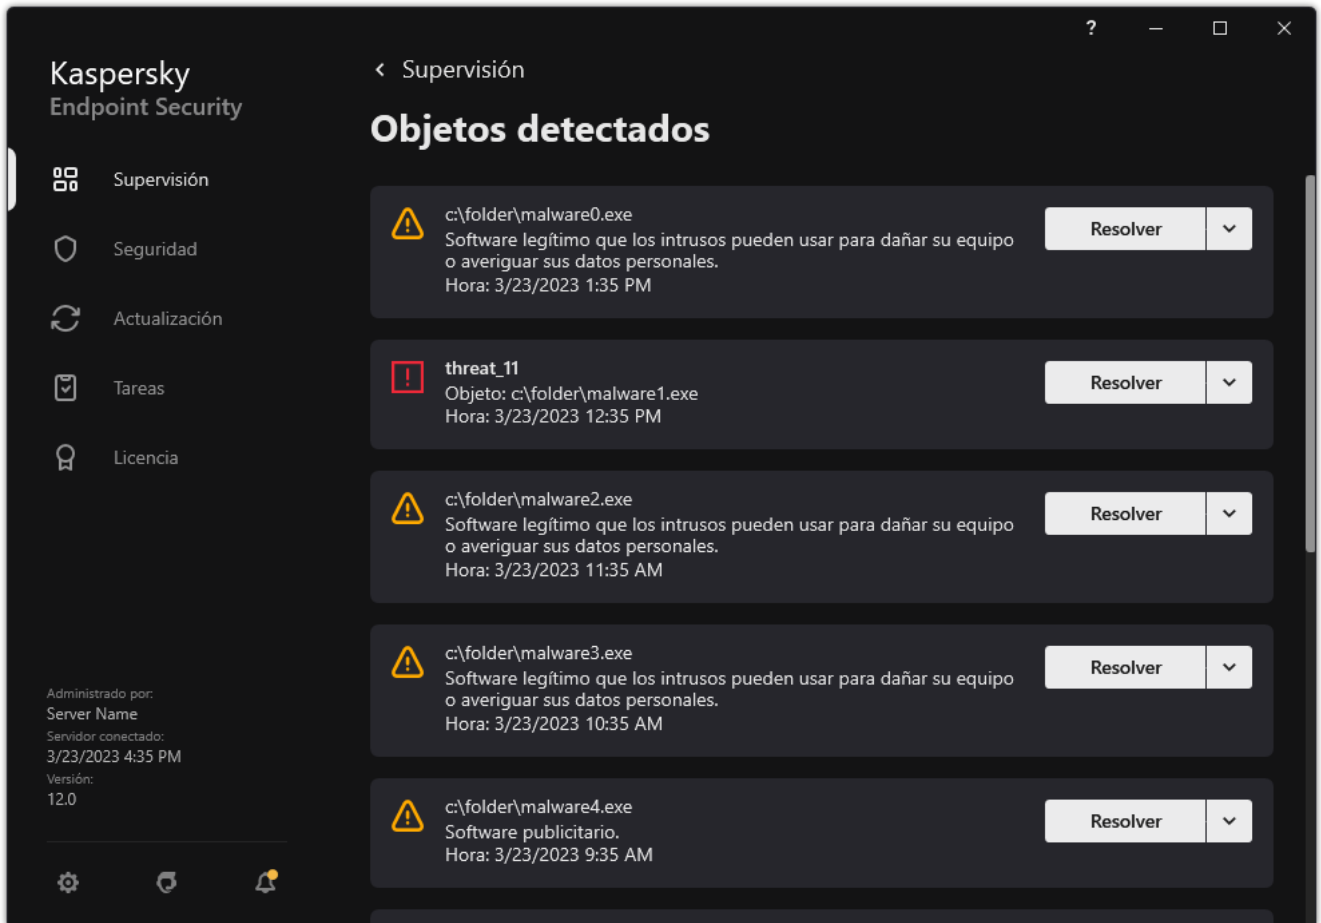 ?
Kaspersky
Endpoint Security
Supervisión
Seguridad
Actualización
Tareas
Licencia
Administrado por:
Server Name
Servidor conectado:
3/23/2023 4:35 PM
Versión:
12.0
Supervisión
Objetos detectados
c:\folder\malware0.exe
Software legítimo que los intrusos pueden usar para dañar su equipo
o averiguar sus datos personales.
Hora: 3/23/2023 1:35 PM
Resolver
threat_11
Objeto: c:\folder\malware1.exe
Hora: 3/23/2023 12:35 PM
Resolver
c:\folder\malware2.exe
Software legítimo que los intrusos pueden usar para dañar su equipo
o averiguar sus datos personales.
Hora: 3/23/2023 11:35 AM
Resolver
c:\folder\malware3.exe
Software legítimo que los intrusos pueden usar para dañar su equipo
o averiguar sus datos personales.
Hora: 3/23/2023 10:35 AM
Resolver
c:\folder\malware4.exe
Software publicitario.
Hora: 3/23/2023 9:35 AM
Resolver